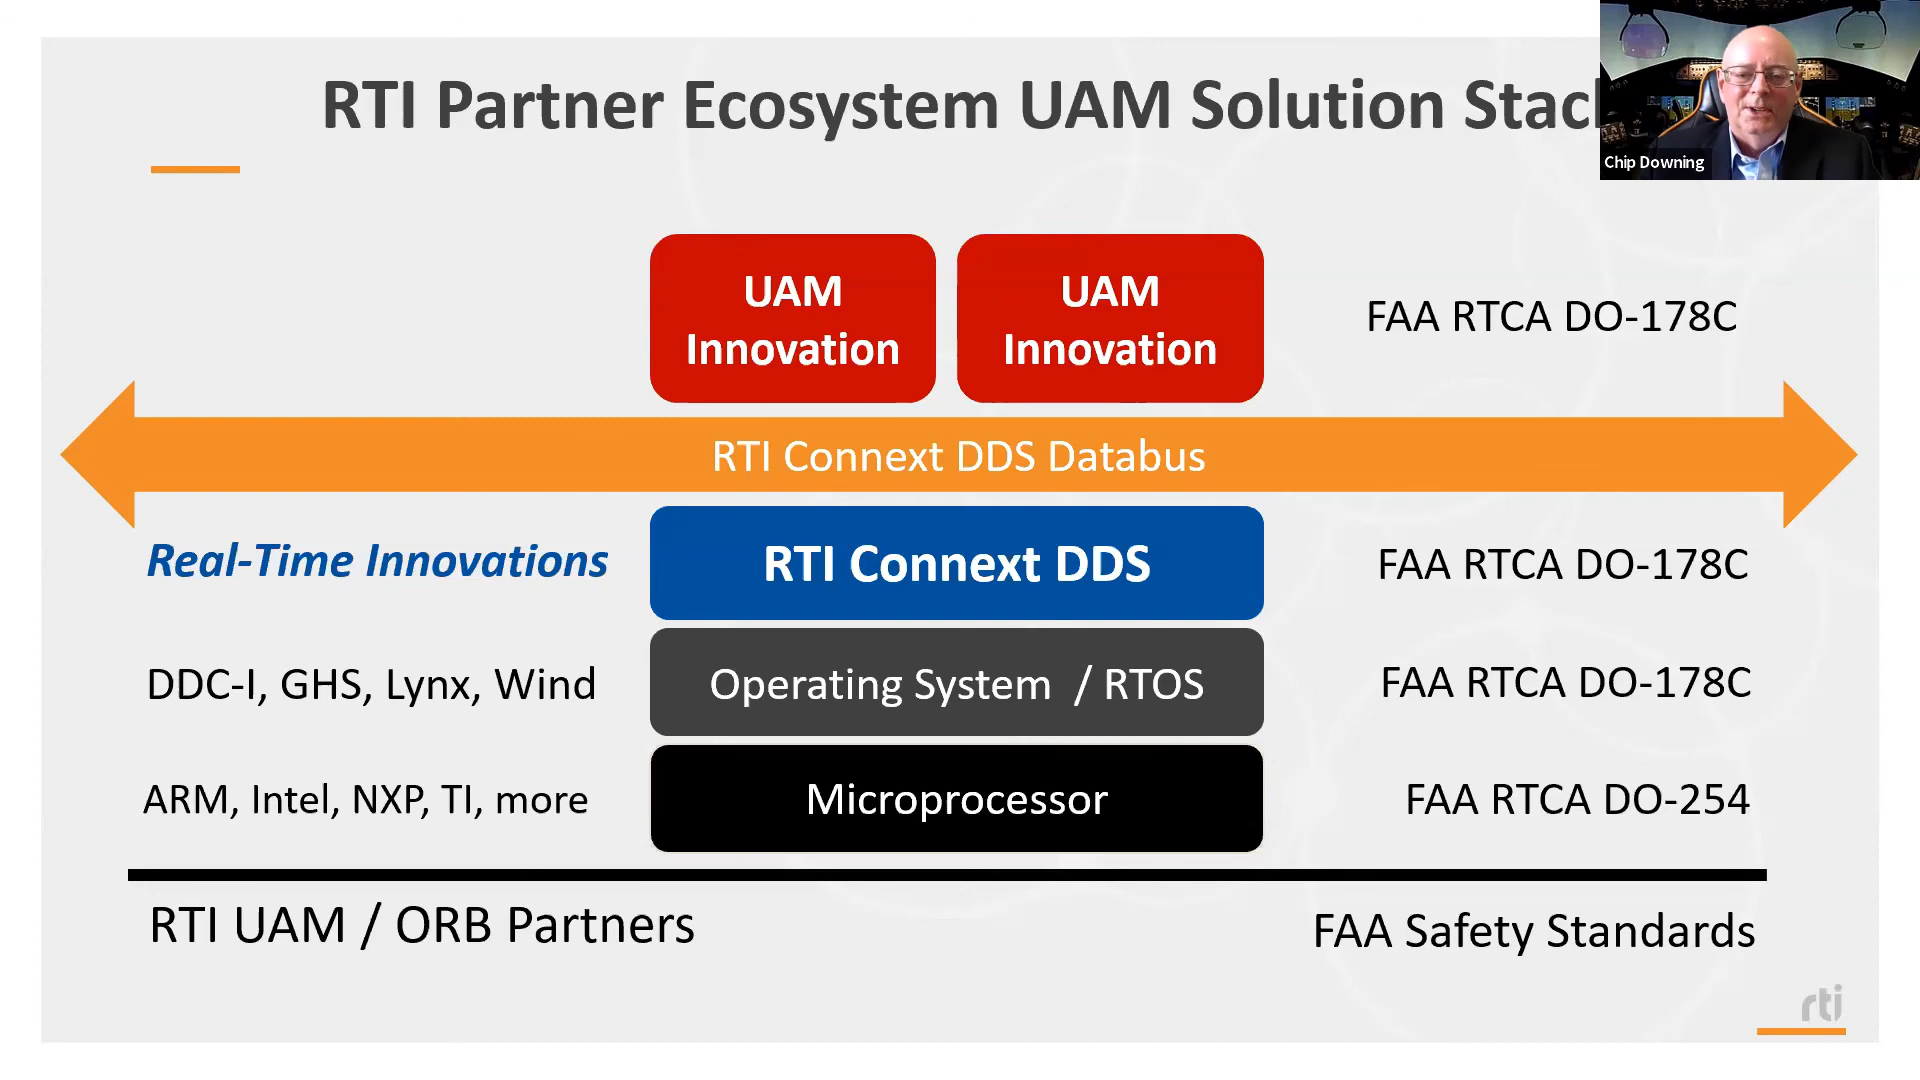 RTI Partner Ecosystem UAM Solution Stack
Chip Downing
UAM
Innovation
UAM
Innovation
FAA RTCA DO-178C
RTI Connext DDS Databus
Real-Time Innovations
RTI Connext DDS
FAA RTCA DO-178C
DDC-I, GHS, Lynx, Wind
Operating System / RTOS
FAA RTCA DO-178C
ARM, Intel, NXP, TI, more
Microprocessor
FAA RTCA DO-254
RTI UAM / ORB Partners
FAA Safety Standards
rti